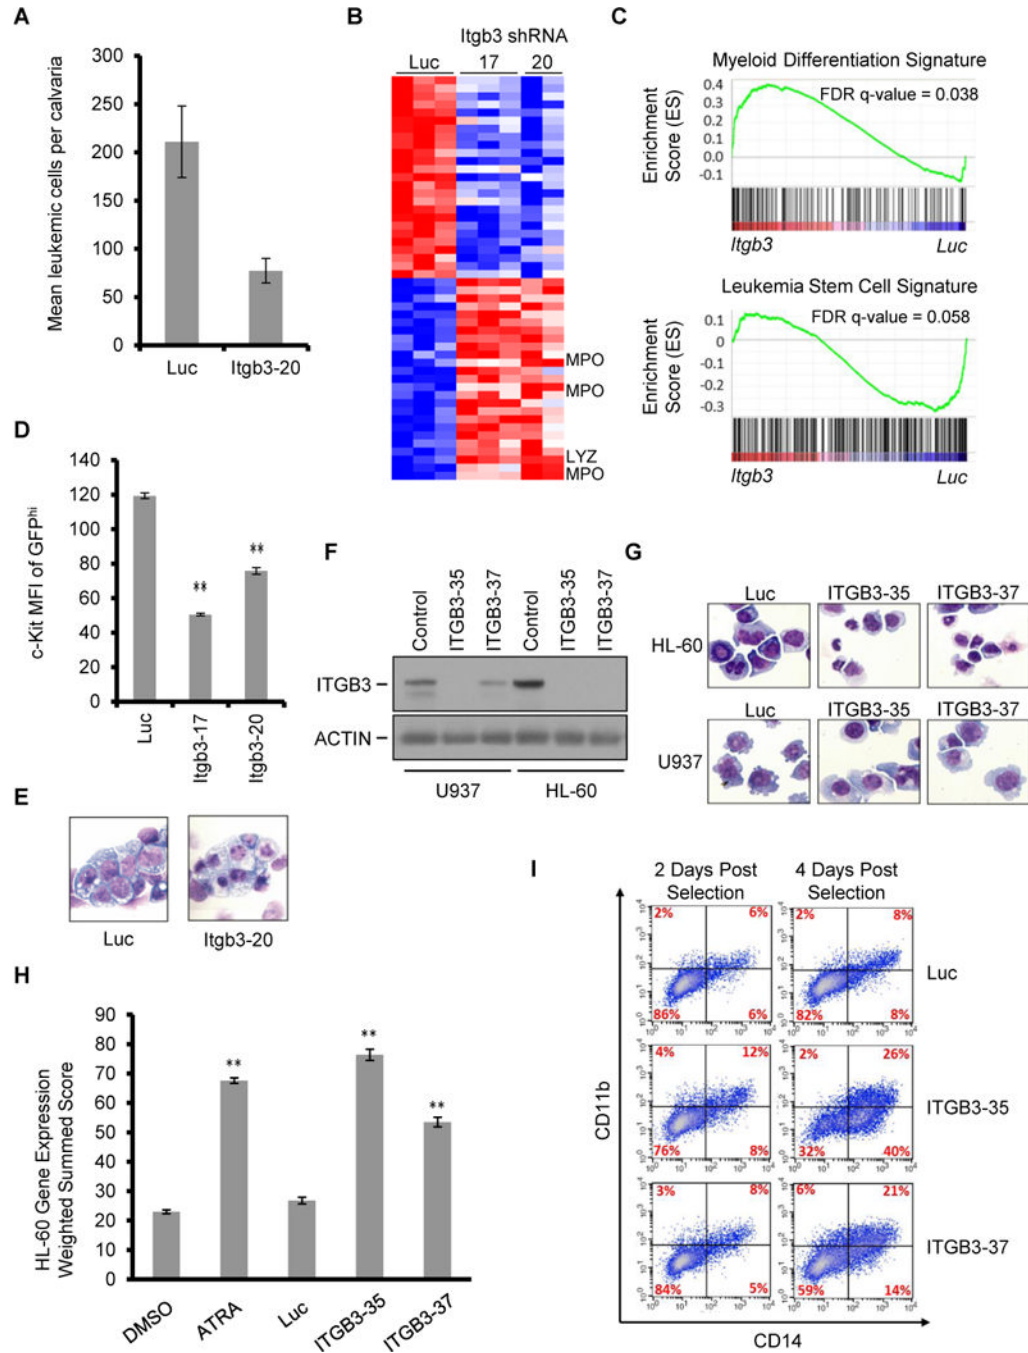 A
Mean leukemic cells per calvaria
300
250
200
150
100
50
0
Luc
Itgb3-20
B
Itgb3 shRNA
Luc
17
20
MPO
MPO
LYZ
MPO
C
Myeloid Differentiation Signature
FDR q-value = 0.038
Enrichment Score (ES)
0.4
0.3
0.2
0.1
0.0
-0.1
Itgb3
Luc
Leukemia Stem Cell Signature
FDR q-value = 0.058
Enrichment Score (ES)
0.1
0
-0.1
-0.2
-0.3
Itgb3
Luc
D
c-Kit MFI of GFPhi
140
120
100
80
60
40
20
0
**
**
Luc
Itgb3-17
Itgb3-20
E
Luc
Itgb3-20
F
Control
ITGB3-35
ITGB3-37
Control
ITGB3-35
ITGB3-37
ITGB3
ACTIN
U937
HL-60
G
Luc
ITGB3-35
ITGB3-37
HL-60
Luc
ITGB3-35
ITGB3-37
U937
H
HL-60 Gene Expression
Weighted Summed Score
90
80
70
60
50
40
30
20
10
0
**
**
**
DMSO
ATRA
Luc
ITGB3-35
ITGB3-37
I
2 Days Post Selection
4 Days Post Selection
CD11b
2% 6%
86% 6%
2% 8%
82% 8%
Luc
4% 12%
76% 8%
2% 26%
32% 40%
ITGB3-35
3% 8%
84% 5%
6% 21%
59% 14%
ITGB3-37
10⁰ 10¹ 10² 10³ 10⁴
CD14